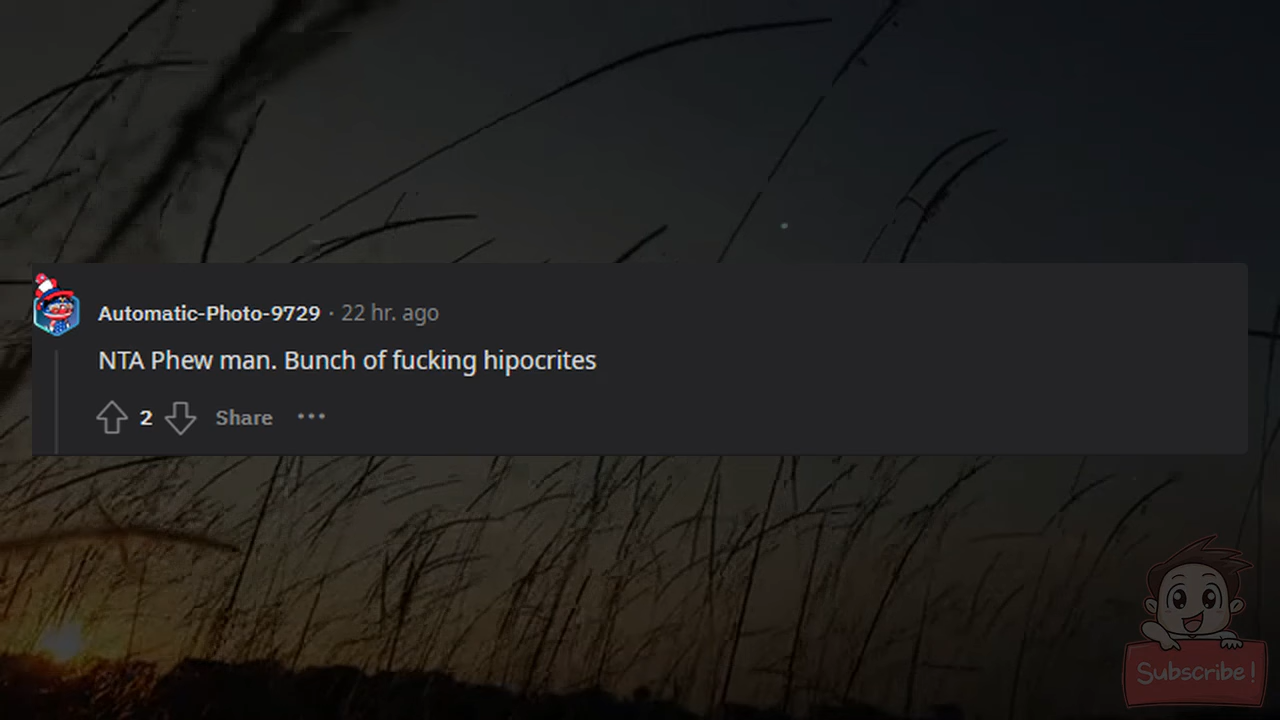 Automatic-Photo-9729 · 22 hr. ago
NTA Phew man. Bunch of fucking hipocrites
2 Share ···
Subscribe!